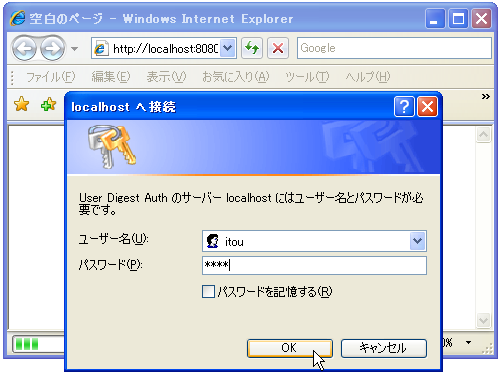 空白のページ - Windows Internet Explorer
http://localhost:8080
Google
ファイル(F) 編集(E) 表示(V) お気に入り(A) ツール(T) ヘルプ(H)
»
localhost へ接続
User Digest Auth のサーバー localhost にはユーザー名とパスワードが必
要です。
ユーザー名(U):
itou
パスワード(P):
****
パスワードを記憶する(R)
OK
キャンセル